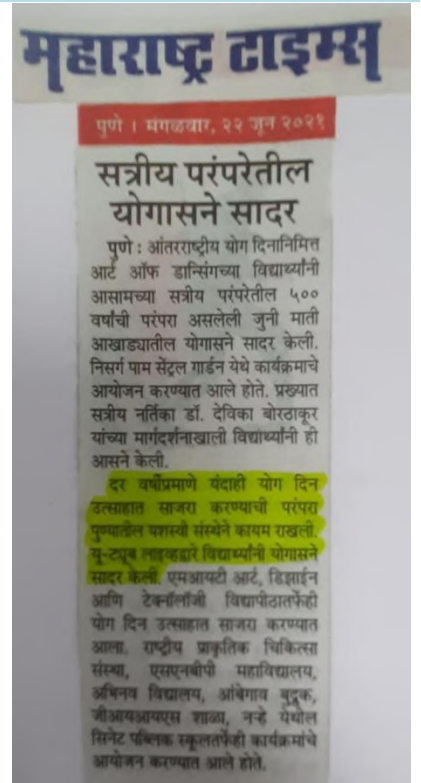 महाराष्ट्र टाइम्स
पुणे । मंगळवार, २२ जून २०२१
सत्रीय परंपरेतील
योगासने सादर
पुणे : आंतरराष्ट्रीय योग दिनानिमित्त
आर्ट ऑफ डान्सिंगच्या विद्यार्थ्यांनी
आसामच्या सत्रीय परंपरेतील ५००
वर्षांची परंपरा असलेली जुनी माती
आखाड्यातील योगासने सादर केली.
निसर्ग पाम सेंट्रल गार्डन येथे कार्यक्रमाचे
आयोजन करण्यात आले होते. प्रख्यात
सत्रीय नर्तिका डॉ. देविका बोरठाकूर
यांच्या मार्गदर्शनाखाली विद्यार्थ्यांनी ही
आसने केली.
दर वर्षीप्रमाणे यंदाही योग दिन
उत्साहात साजरा करण्याची परंपरा
पुण्यातील यशस्वी संस्थेने कायम राखली.
यू-ट्यूब लाइव्हद्वारे विद्यार्थ्यांनी योगासने
सादर केली. एमआयटी आर्ट, डिझाईन
आणि टेक्नॉलॉजी विद्यापीठातर्फेही
योग दिन उत्साहात साजरा करण्यात
आला. राष्ट्रीय प्राकृतिक चिकित्सा
संस्था, एसएनबीपी महाविद्यालय,
अभिनव विद्यालय, आंबेगाव बुद्रुक,
जीआयआयएस शाळा, नऱ्हे येथील
सिनेट पब्लिक स्कूलतर्फेही कार्यक्रमांचे
आयोजन करण्यात आले होते.